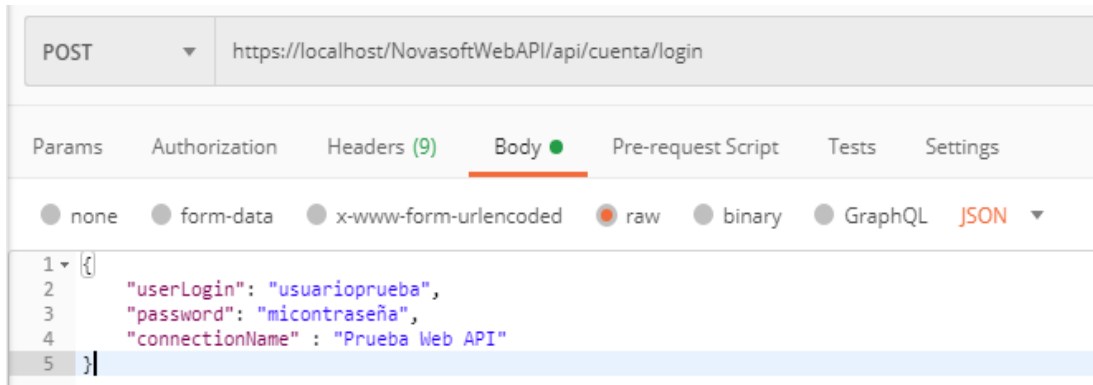 POST https://localhost/NovasoftWebAPI/api/cuenta/login
Params Authorization Headers (9) Body Pre-request Script Tests Settings
none form-data x-www-form-urlencoded raw binary GraphQL JSON
1 {
2 "userLogin": "usuarioprueba",
3 "password": "micontraseña",
4 "connectionName" : "Prueba Web API"
5 }